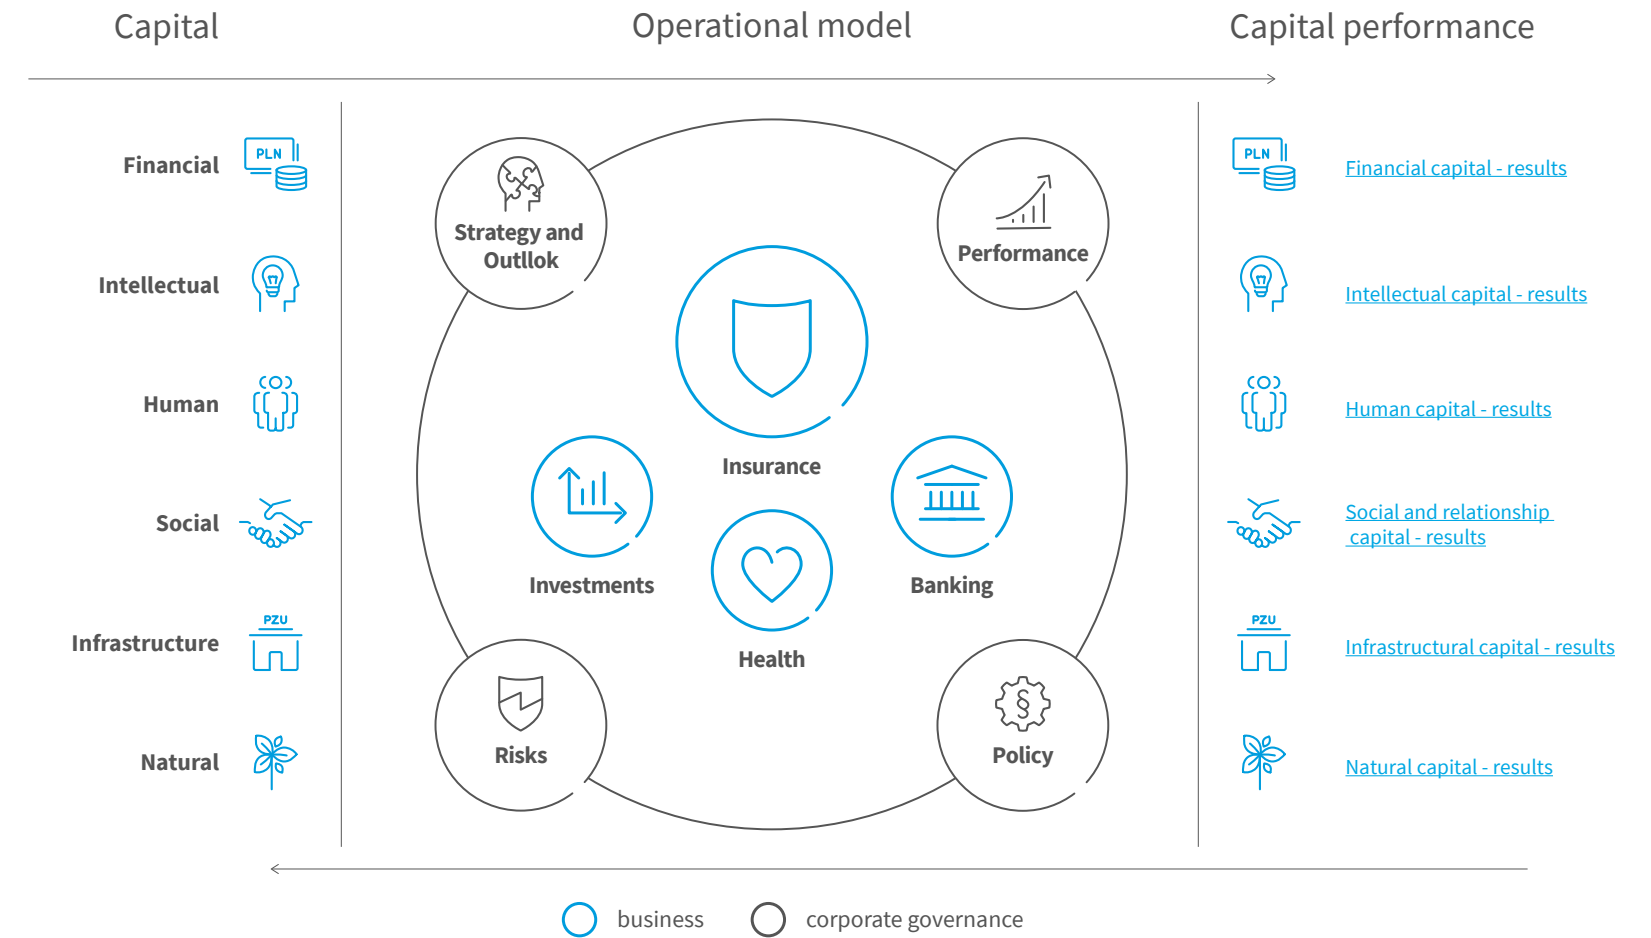 Capital
Operational model
Capital performance
Financial
PLN
Strategy and
Outllok
Performance
PLN
Financial capital - results
Intellectual
Intellectual capital - results
Human
Human capital - results
Insurance
Social
Social and relationship
capital - results
Investments
Banking
Health
Infrastructure
PZU
PZU
Infrastructural capital - results
Risks
§
Policy
Natural
Natural capital - results
business
corporate governance